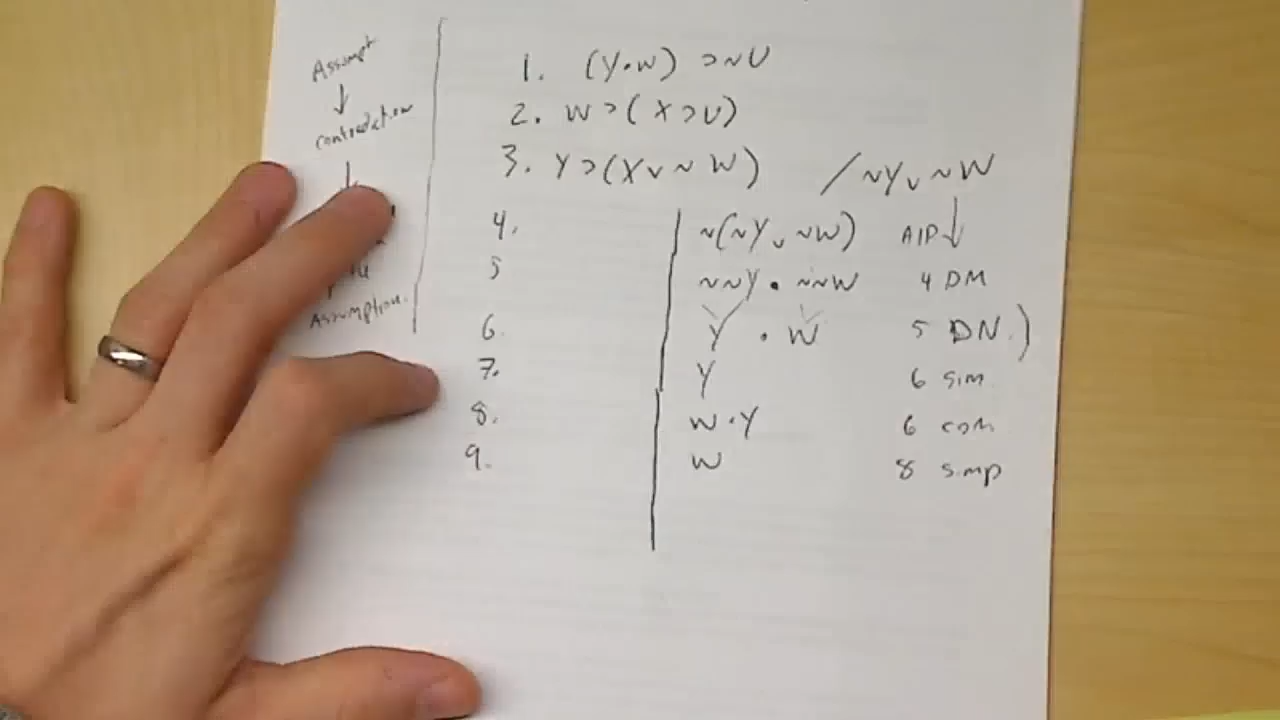 Assumpt
↓
contradiction
↓
Assumption.
1. (Y•W) ⊃ ~U
2. W ⊃ (X ⊃ U)
3. Y ⊃ (X v ~W) / ~Y v ~W
4. ~(~Y v ~W) AIP
5 ~~Y • ~~W 4 DM
6. Y • W 5 DN.)
7. Y 6 sim.
8. W • Y 6 com
9. W 8 simp